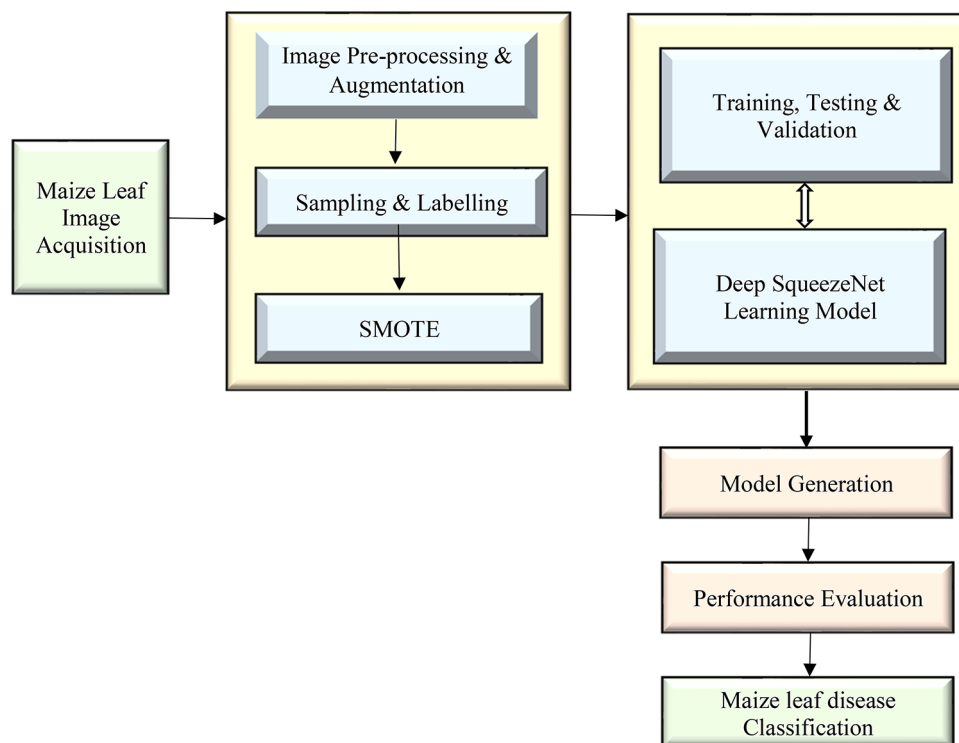 Image Pre-processing &
Augmentation
Training, Testing &
Validation
Maize Leaf
Image
Acquisition
Sampling & Labelling
SMOTE
Deep SqueezeNet
Learning Model
Model Generation
Performance Evaluation
Maize leaf disease
Classification